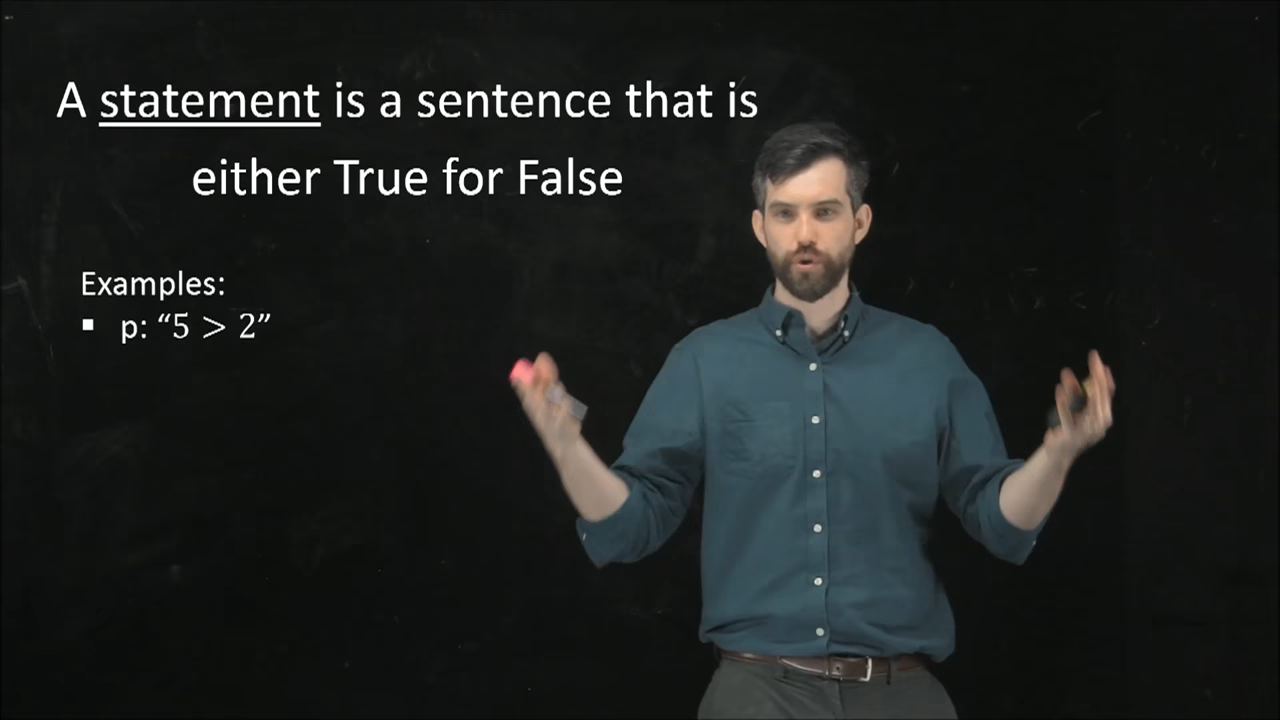 A statement is a sentence that is
either True for False
Examples:
▪ p: “5 > 2”